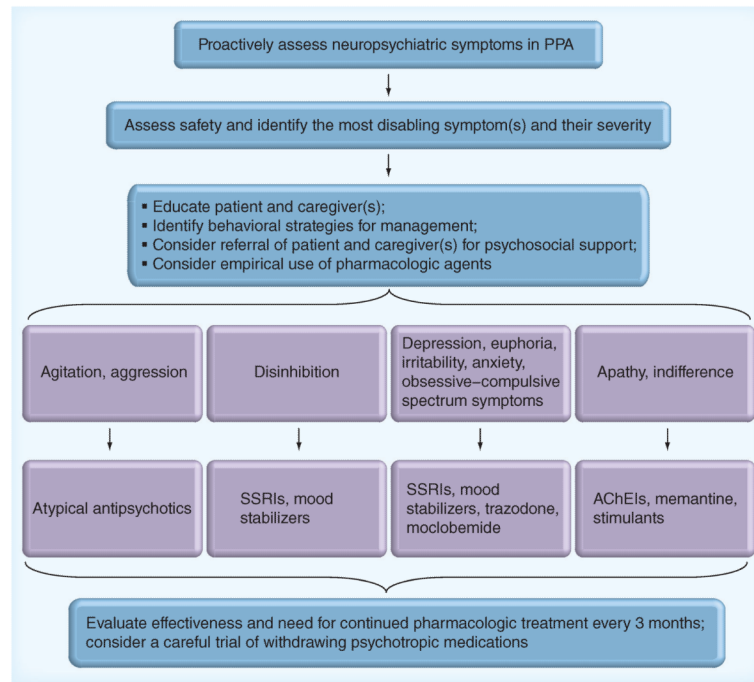 Proactively assess neuropsychiatric symptoms in PPA
Assess safety and identify the most disabling symptom(s) and their severity
▪ Educate patient and caregiver(s);
▪ Identify behavioral strategies for management;
▪ Consider referral of patient and caregiver(s) for psychosocial support;
▪ Consider empirical use of pharmacologic agents
Agitation, aggression
Disinhibition
Depression, euphoria,
irritability, anxiety,
obsessive–compulsive
spectrum symptoms
Apathy, indifference
Atypical antipsychotics
SSRIs, mood
stabilizers
SSRIs, mood
stabilizers, trazodone,
moclobemide
AChEIs, memantine,
stimulants
Evaluate effectiveness and need for continued pharmacologic treatment every 3 months;
consider a careful trial of withdrawing psychotropic medications